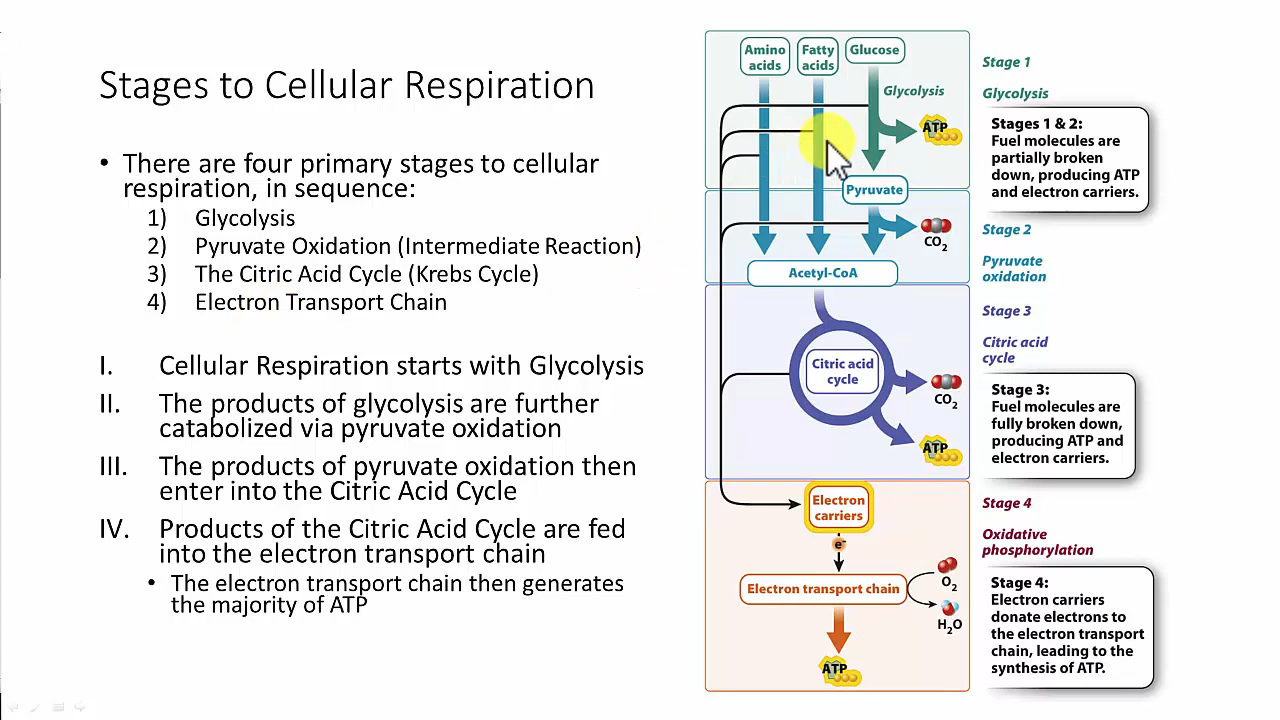 Stages to Cellular Respiration
• There are four primary stages to cellular
respiration, in sequence:
1) Glycolysis
2) Pyruvate Oxidation (Intermediate Reaction)
3) The Citric Acid Cycle (Krebs Cycle)
4) Electron Transport Chain
I. Cellular Respiration starts with Glycolysis
II. The products of glycolysis are further
catabolized via pyruvate oxidation
III. The products of pyruvate oxidation then
enter into the Citric Acid Cycle
IV. Products of the Citric Acid Cycle are fed
into the electron transport chain
• The electron transport chain then generates
the majority of ATP
Amino
acids
Fatty
acids
Glucose
Glycolysis
ATP
Pyruvate
CO2
Acetyl-CoA
Citric acid
cycle
CO2
ATP
Electron
carriers
e-
Electron transport chain
O2
H2O
ATP
Stage 1
Glycolysis
Stages 1 & 2:
Fuel molecules are
partially broken
down, producing ATP
and electron carriers.
Stage 2
Pyruvate
oxidation
Stage 3
Citric acid
cycle
Stage 3:
Fuel molecules are
fully broken down,
producing ATP and
electron carriers.
Stage 4
Oxidative
phosphorylation
Stage 4:
Electron carriers
donate electrons to
the electron transport
chain, leading to the
synthesis of ATP.